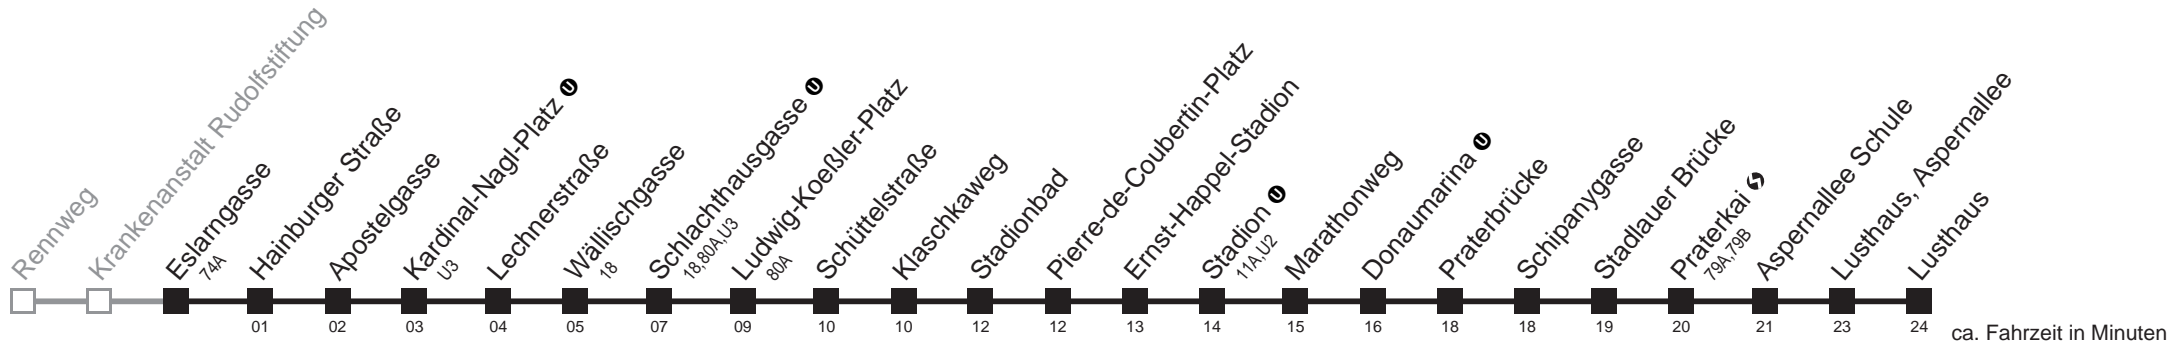 Rennweg
Krankenanstalt Rudolfstiftung
Eslarngasse
74A
Hainburger Straße
Apostelgasse
Kardinal-Nagl-Platz U
U3
Lechnerstraße
Wällischgasse
18
Schlachthausgasse U
18,80A,U3
Ludwig-Koeßler-Platz
80A
Schüttelstraße
Klaschkaweg
Stadionbad
Pierre-de-Coubertin-Platz
Ernst-Happel-Stadion
Stadion U
11A,U2
Marathonweg
Donaumarina U
Praterbrücke
Schipanygasse
Stadlauer Brücke
Praterkai S
79A,79B
Aspernallee Schule
Lusthaus, Aspernallee
Lusthaus
01 02 03 04 05 07 09 10 10 12 12 13 14 15 16 18 18 19 20 21 23 24 ca. Fahrzeit in Minuten